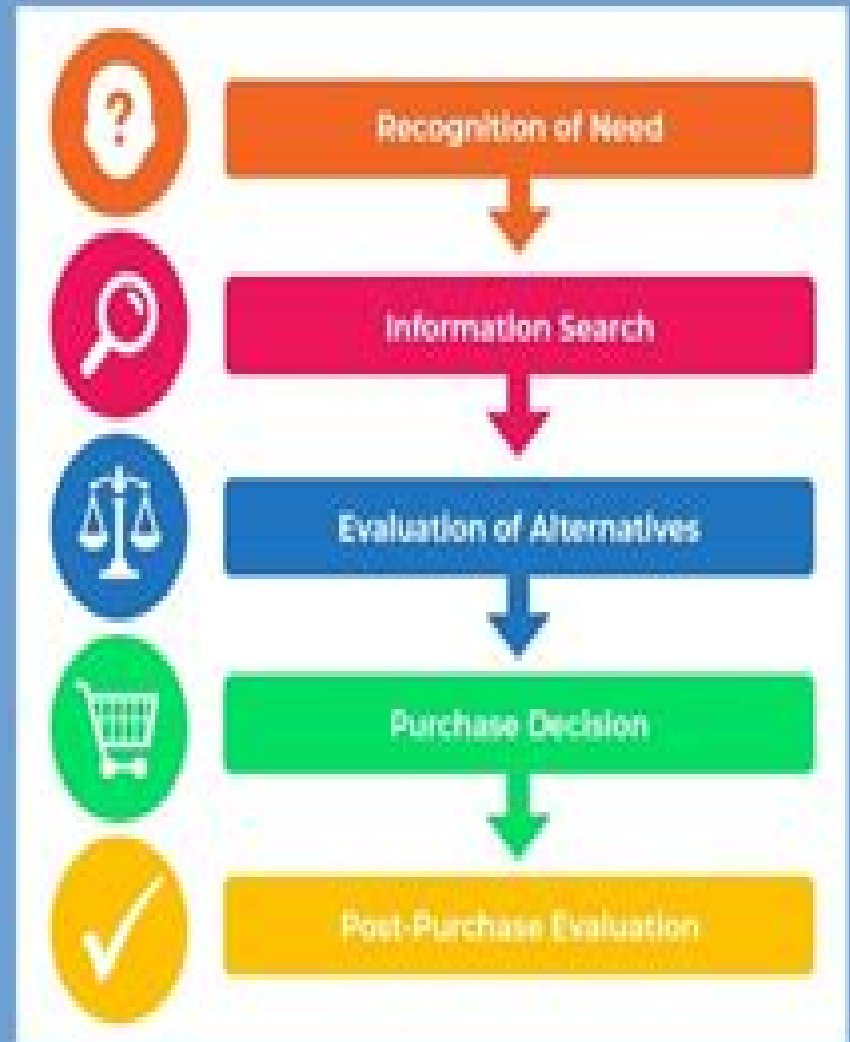 ?
Recognition of Need
Information Search
Evaluation of Alternatives
Purchase Decision
Post-Purchase Evaluation